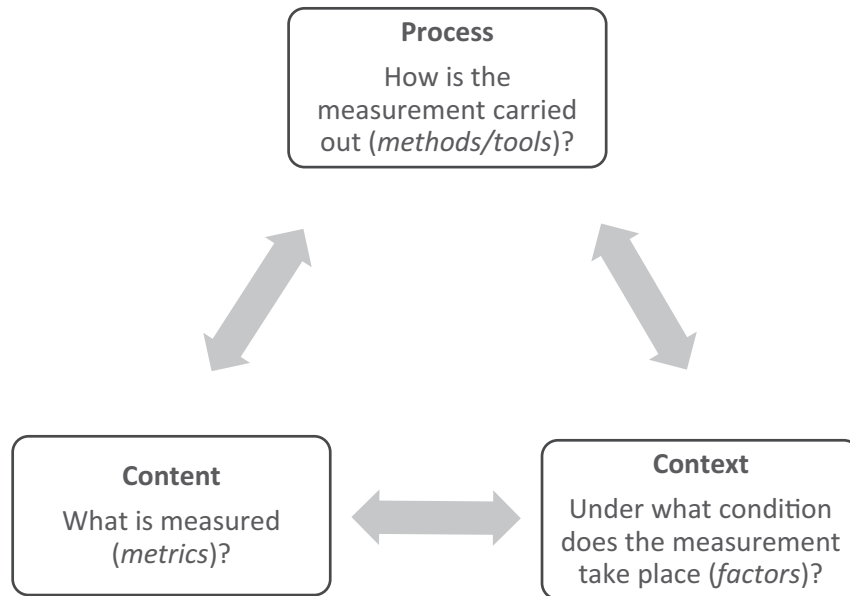 Process
How is the
measurement carried
out (methods/tools)?
Content
What is measured
(metrics)?
Context
Under what condition
does the measurement
take place (factors)?